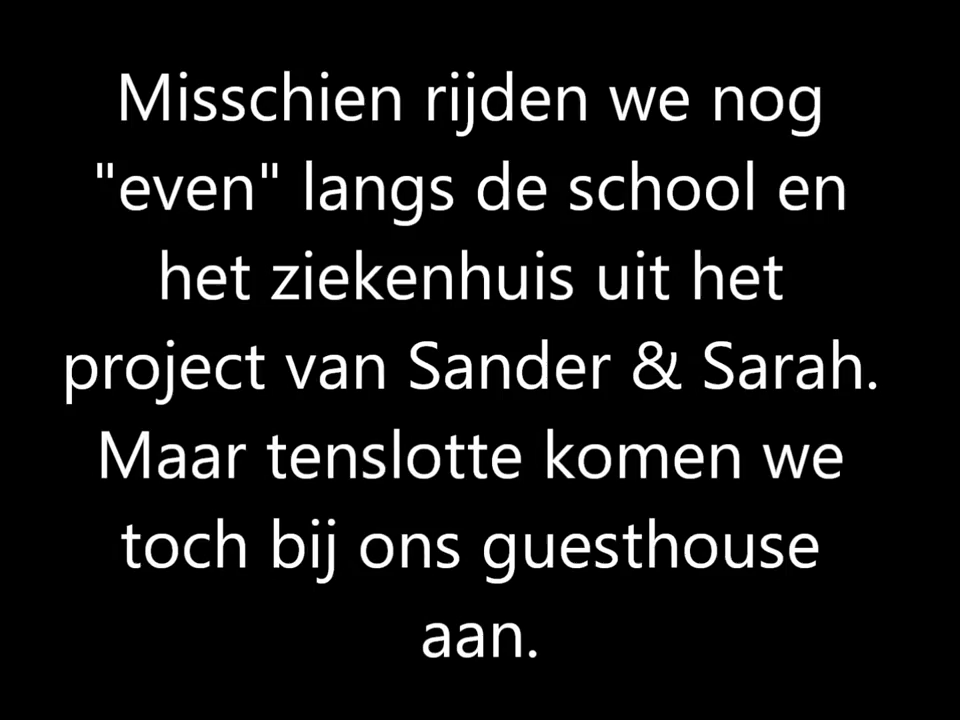 Misschien rijden we nog
"even" langs de school en
het ziekenhuis uit het
project van Sander & Sarah.
Maar tenslotte komen we
toch bij ons guesthouse
aan.